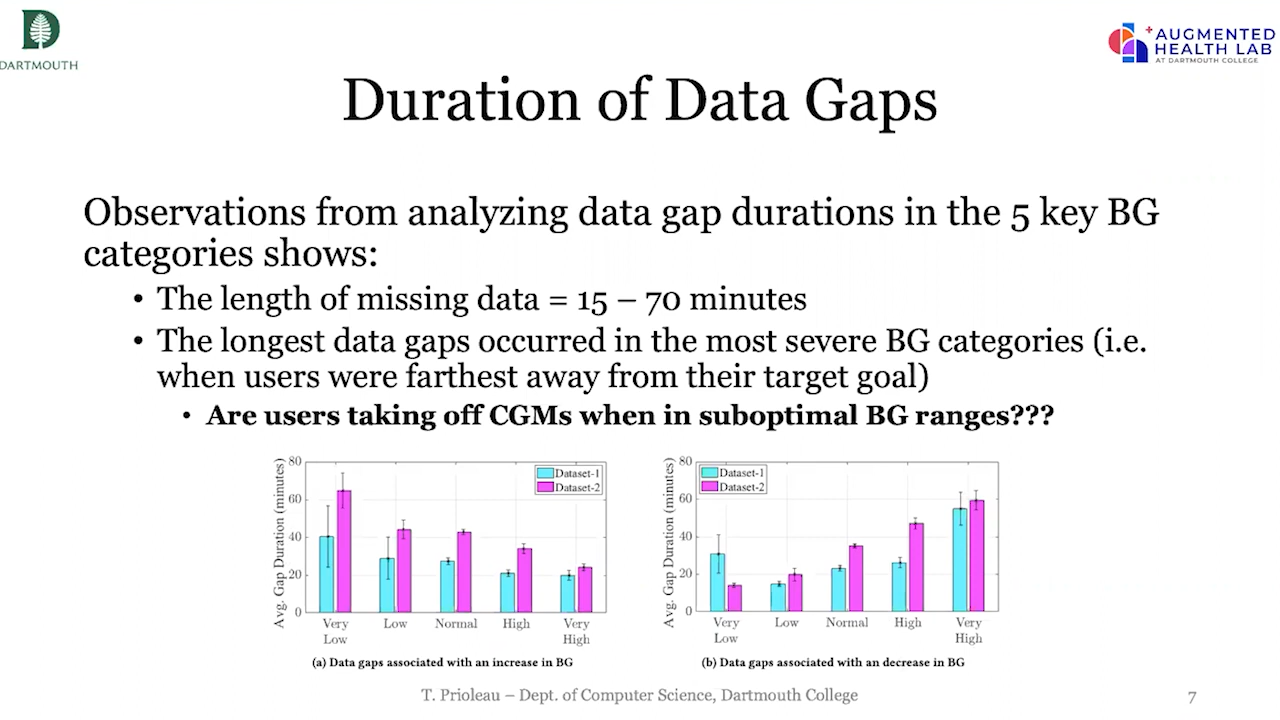 DARTMOUTH
AUGMENTED
HEALTH LAB
AT DARTMOUTH COLLEGE
Duration of Data Gaps
Observations from analyzing data gap durations in the 5 key BG
categories shows:
• The length of missing data = 15 – 70 minutes
• The longest data gaps occurred in the most severe BG categories (i.e.
when users were farthest away from their target goal)
• Are users taking off CGMs when in suboptimal BG ranges???
Avg. Gap Duration (minutes)
80
60
40
20
0
Dataset-1
Dataset-2
Very Low
Low
Normal
High
Very High
(a) Data gaps associated with an increase in BG
Avg. Gap Duration (minutes)
80
60
40
20
0
Dataset-1
Dataset-2
Very Low
Low
Normal
High
Very High
(b) Data gaps associated with an decrease in BG
T. Prioleau – Dept. of Computer Science, Dartmouth College
7